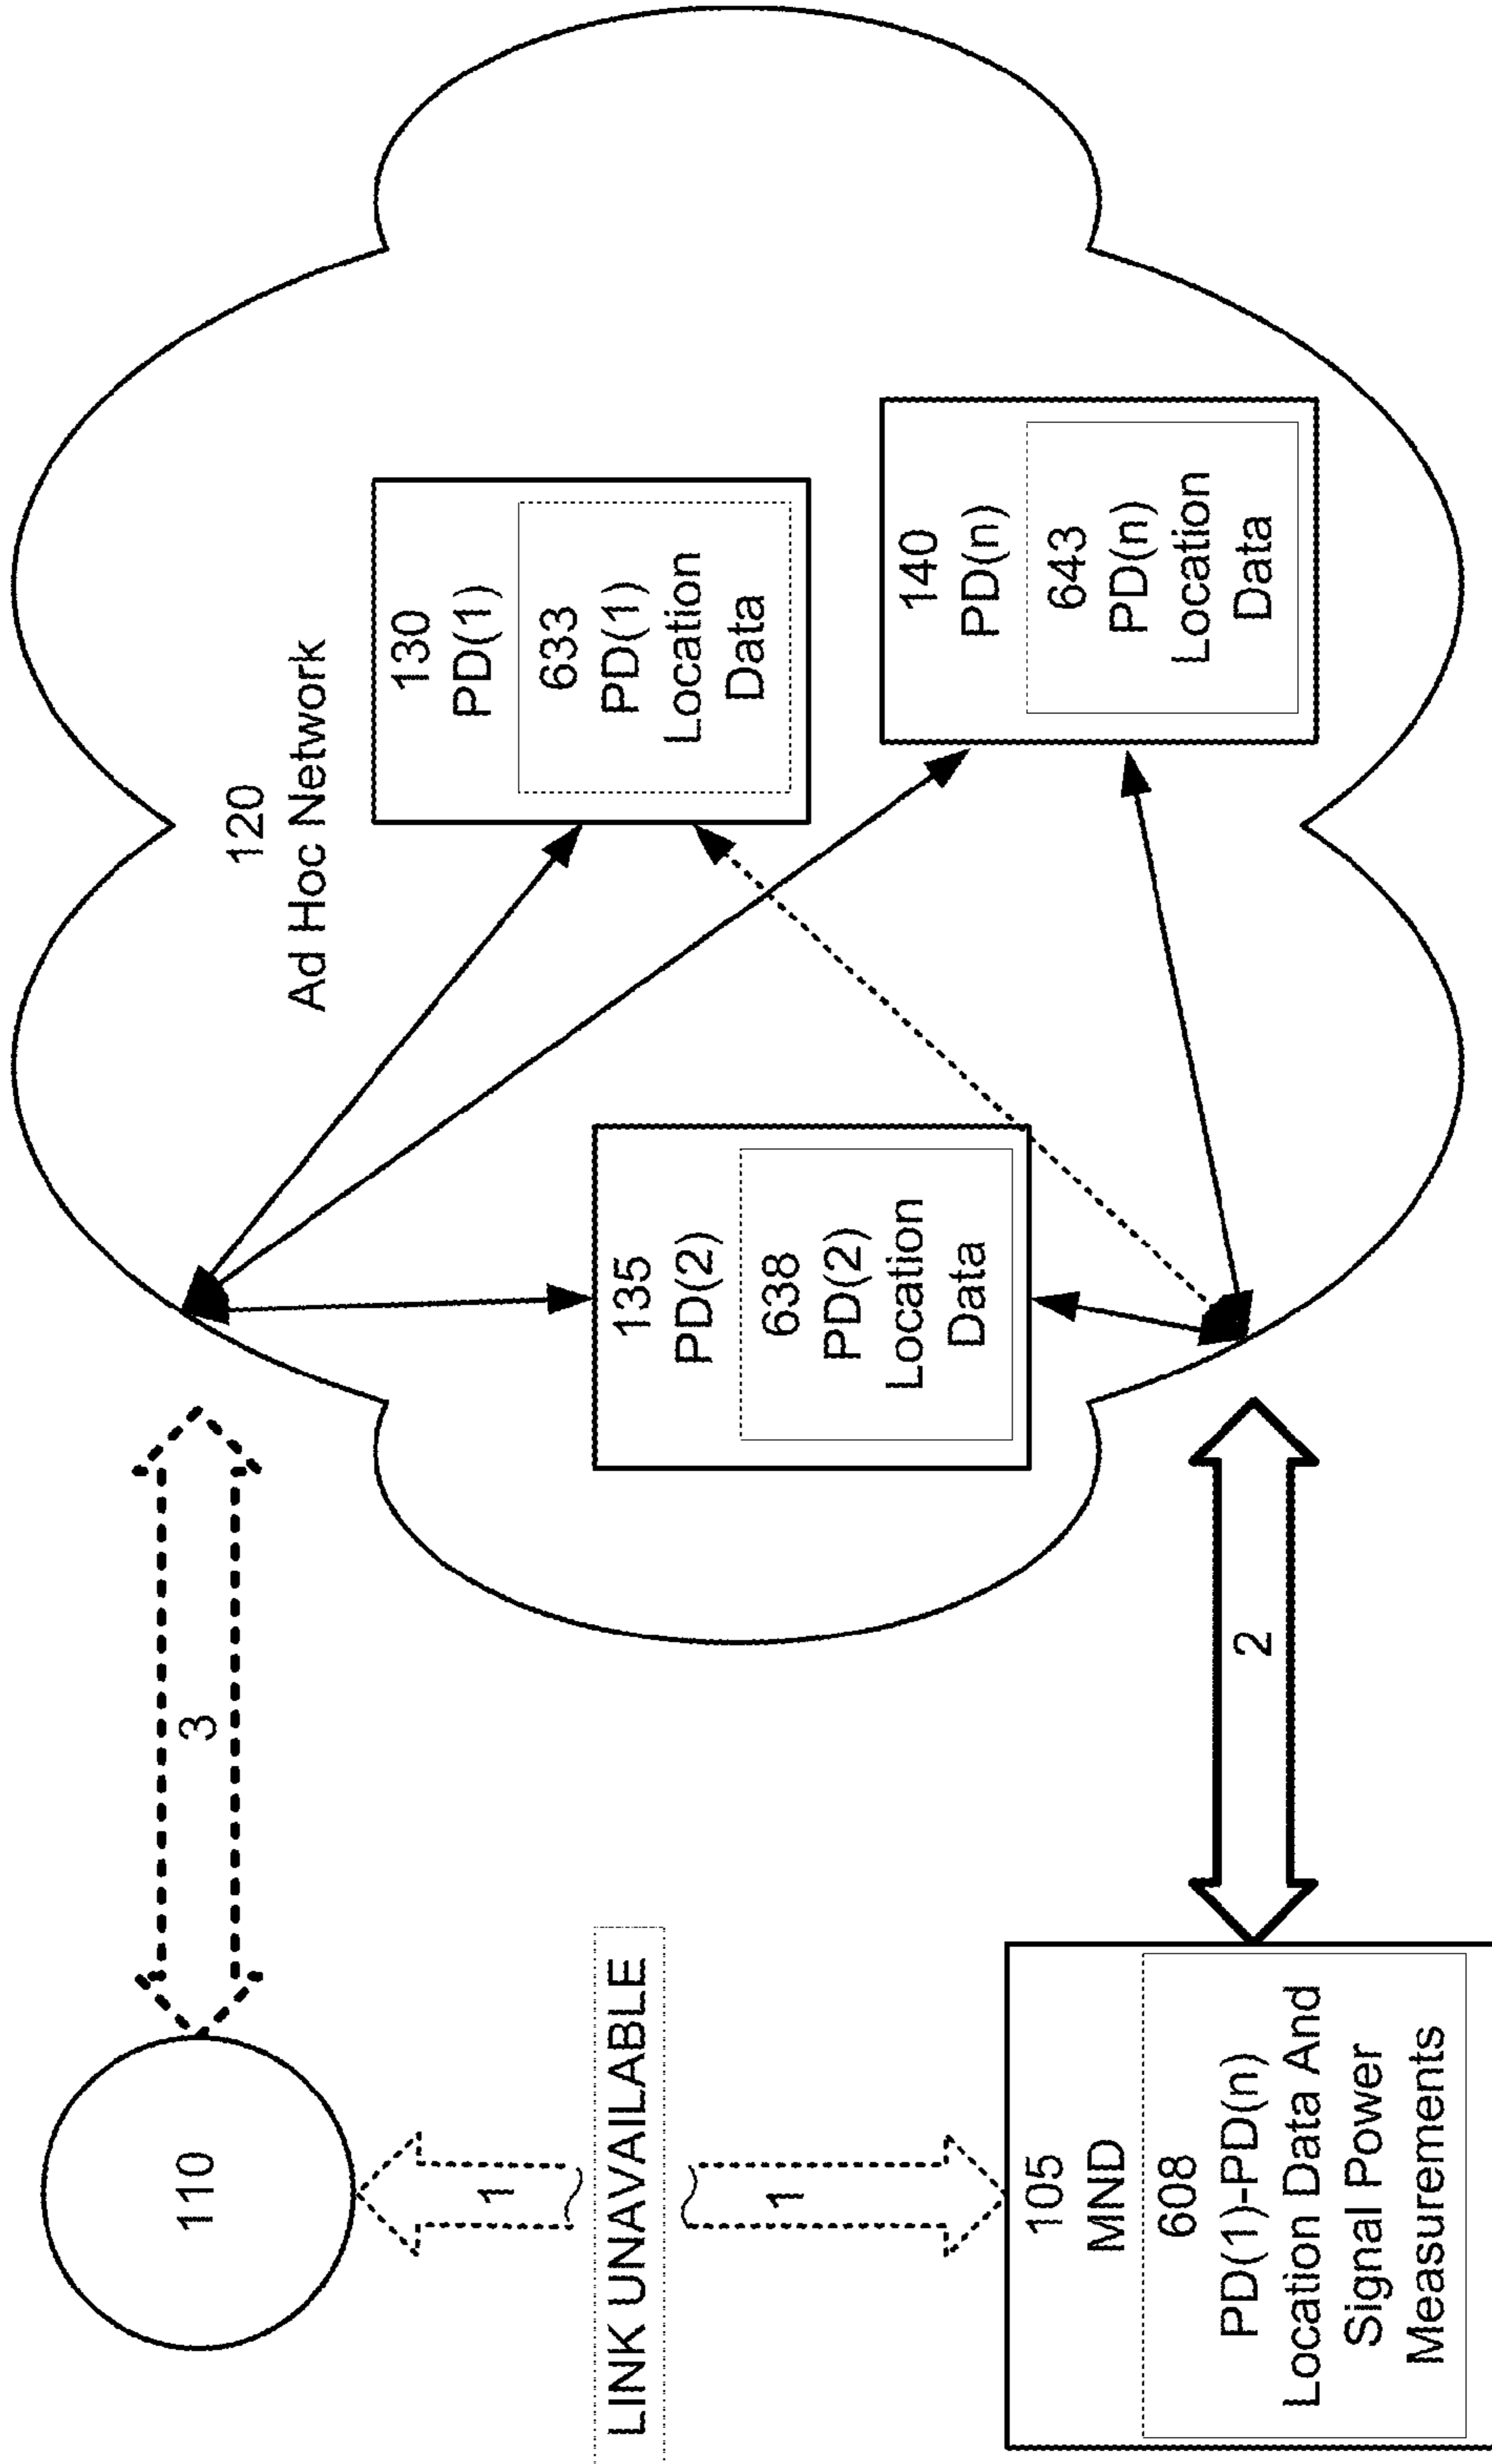 110
3
120
Ad Hoc Network
1
LINK UNAVAILABLE
1
130
PD(1)
633
PD(1)
Location
Data
135
PD(2)
638
PD(2)
Location
Data
140
PD(n)
643
PD(n)
Location
Data
105
MND
608
PD(1)-PD(n)
Location Data And
Signal Power
Measurements
2